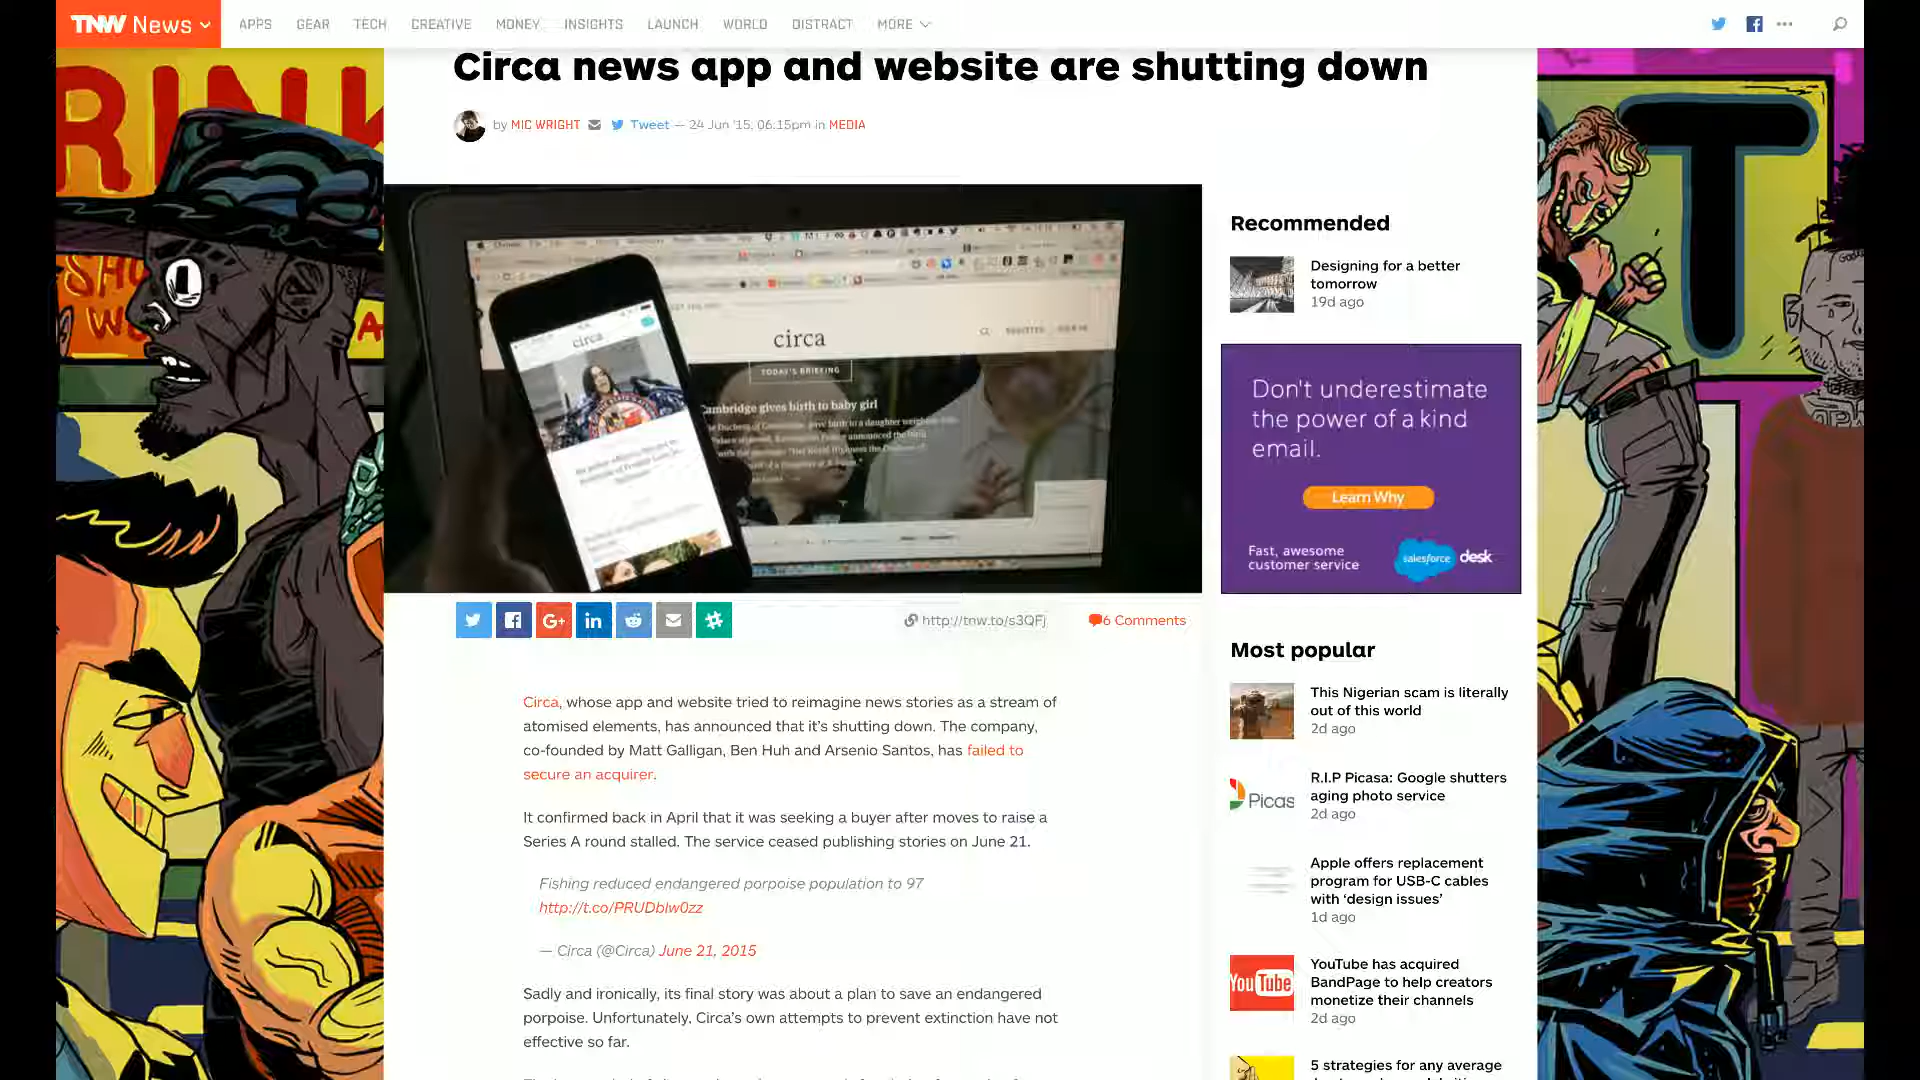 TNW News
APPS GEAR TECH CREATIVE MONEY INSIGHTS LAUNCH WORLD DISTRACT MORE
Circa news app and website are shutting down
by MIC WRIGHT Tweet — 24 Jun '15, 06:15pm in MEDIA
RINK
SHO
circa
circa
TODAY'S BRIEFING
Cambridge gives birth to baby girl
Recommended
Designing for a better
tomorrow
19d ago
Don't underestimate
the power of a kind
email.
Learn Why
Fast, awesome
customer service
salesforce desk
http://tnw.to/s3QFj
6 Comments
Circa, whose app and website tried to reimagine news stories as a stream of
atomised elements, has announced that it's shutting down. The company,
co-founded by Matt Galligan, Ben Huh and Arsenio Santos, has failed to
secure an acquirer.
It confirmed back in April that it was seeking a buyer after moves to raise a
Series A round stalled. The service ceased publishing stories on June 21.
Fishing reduced endangered porpoise population to 97
http://t.co/PRUDblw0zz
— Circa (@Circa) June 21, 2015
Sadly and ironically, its final story was about a plan to save an endangered
porpoise. Unfortunately, Circa's own attempts to prevent extinction have not
effective so far.
Most popular
This Nigerian scam is literally
out of this world
2d ago
Picas
R.I.P Picasa: Google shutters
aging photo service
2d ago
Apple offers replacement
program for USB-C cables
with 'design issues'
1d ago
YouTube
YouTube has acquired
BandPage to help creators
monetize their channels
2d ago
5 strategies for any average